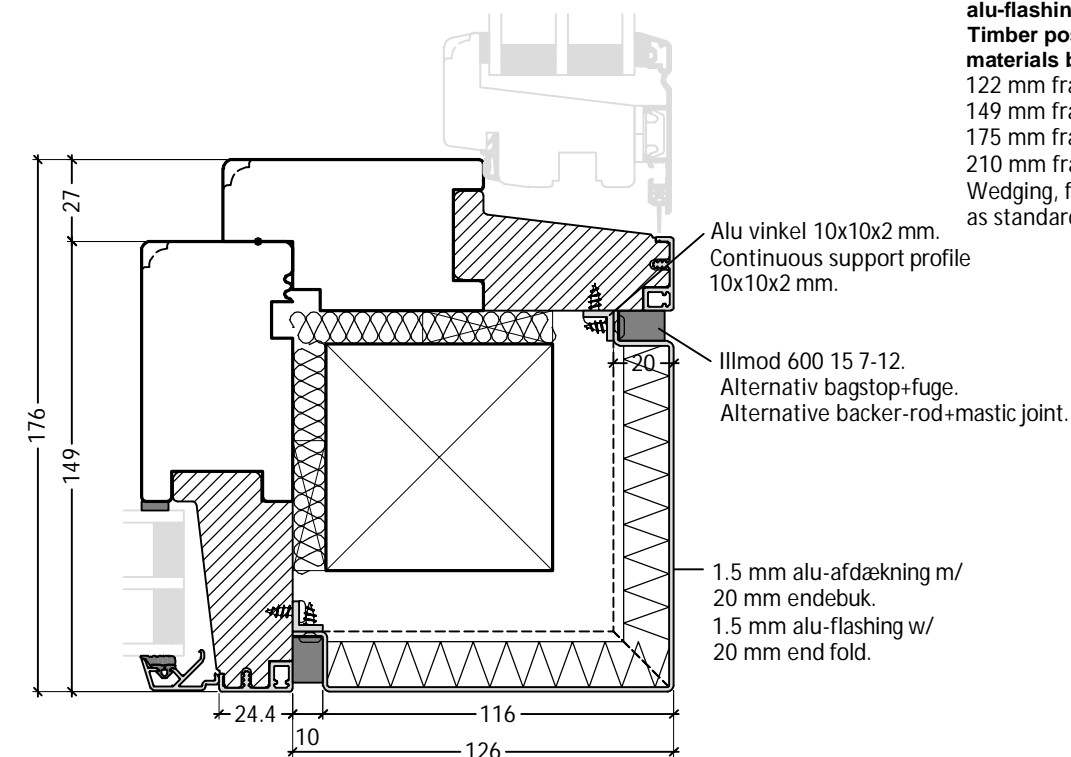 alu-flashin
Timber pos
materials b
122 mm fra
149 mm fra
175 mm fra
210 mm fra
Wedging, f
as standard
Alu vinkel 10x10x2 mm.
Continuous support profile
10x10x2 mm.
Illmod 600 15 7-12.
Alternativ bagstop+fuge.
Alternative backer-rod+mastic joint.
1.5 mm alu-afdækning m/
20 mm endebuk.
1.5 mm alu-flashing w/
20 mm end fold.
27
176
149
20
24.4
10
116
126